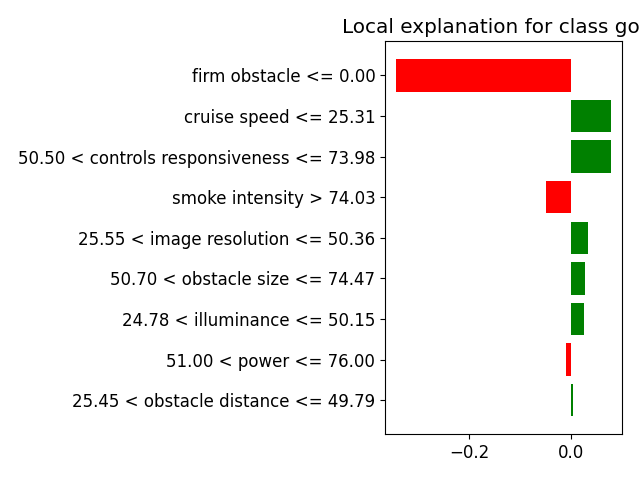 Local explanation for class go
firm obstacle <= 0.00
cruise speed <= 25.31
50.50 < controls responsiveness <= 73.98
smoke intensity > 74.03
25.55 < image resolution <= 50.36
50.70 < obstacle size <= 74.47
24.78 < illuminance <= 50.15
51.00 < power <= 76.00
25.45 < obstacle distance <= 49.79
−0.2 0.0